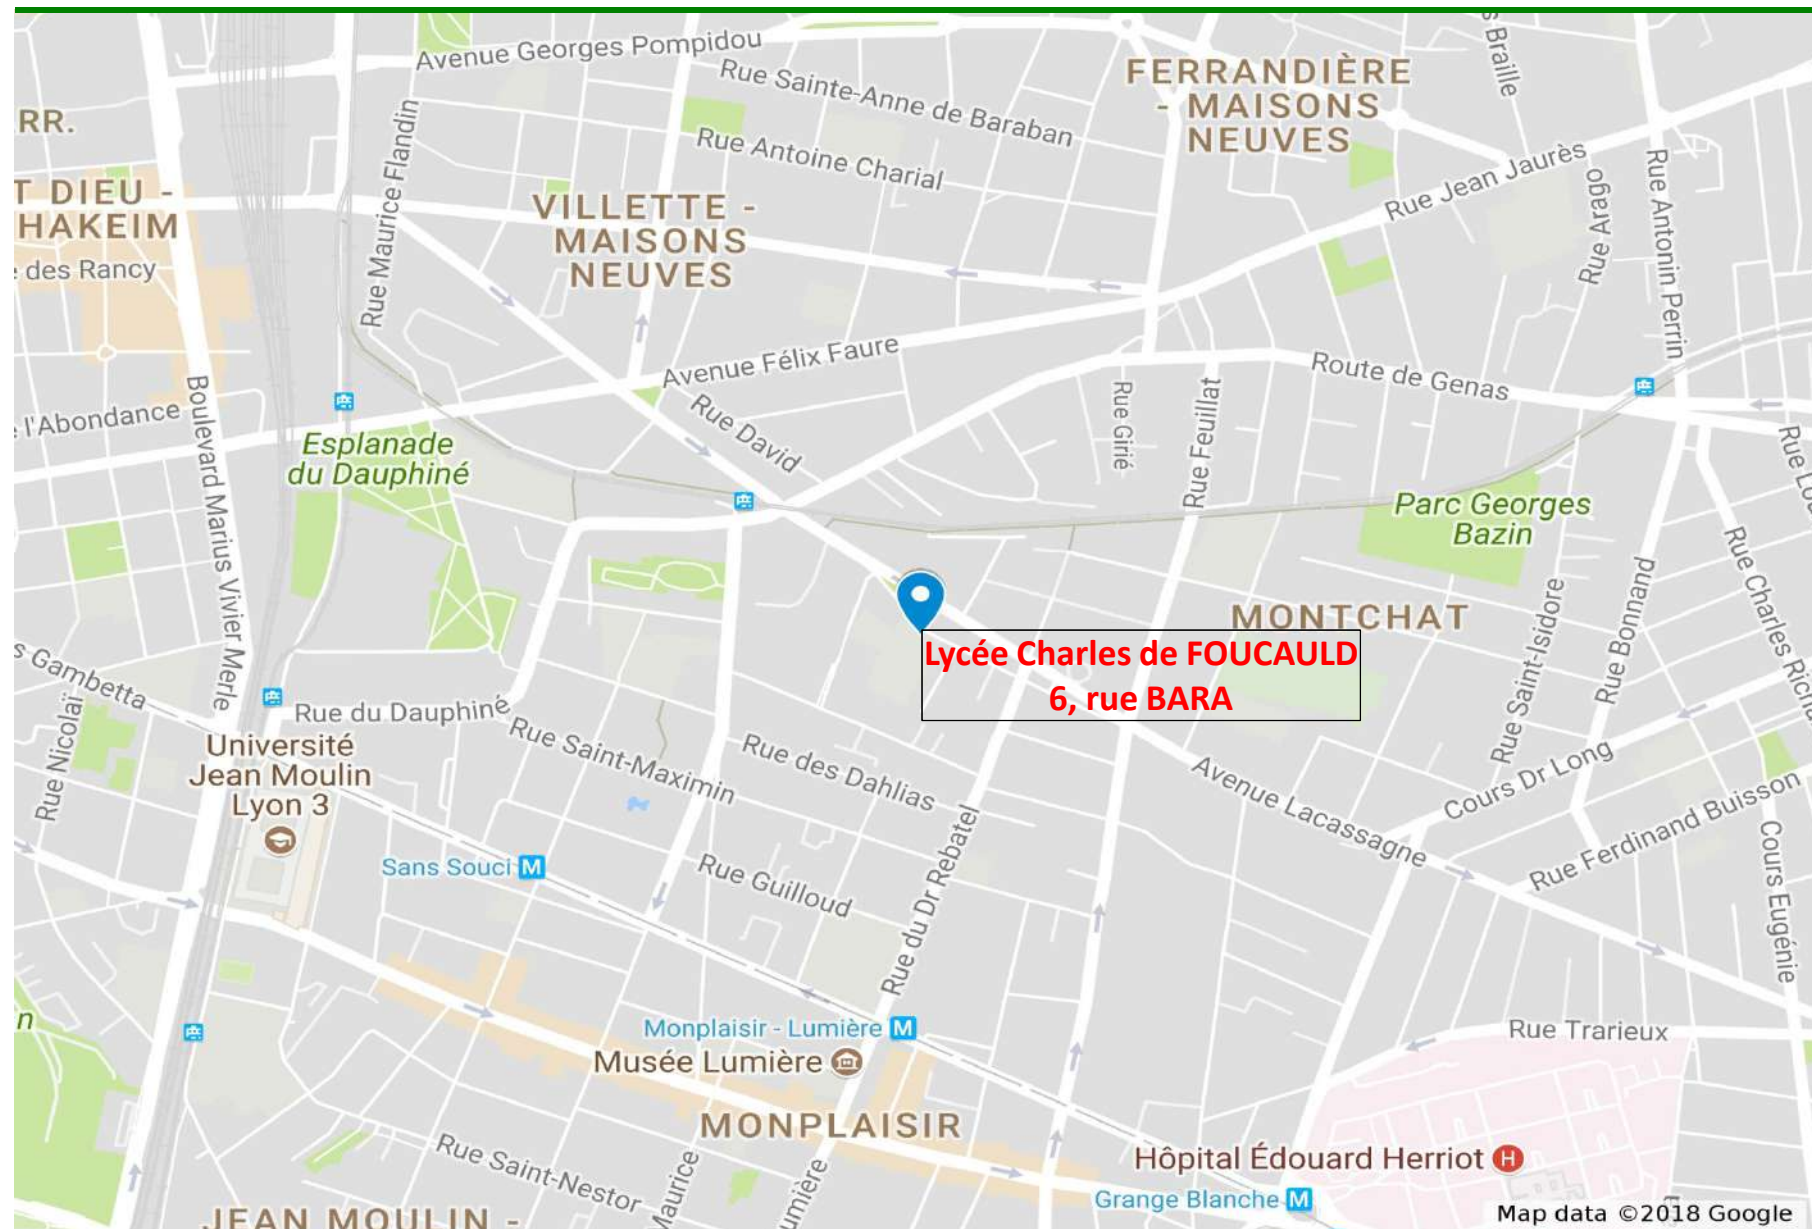 Avenue Georges Pompidou
Rue Sainte-Anne de Baraban
FERRANDIÈRE
- MAISONS
NEUVES
Braille
RR.
Rue Maurice Flandin
Rue Antoine Charial
Rue Jean Jaurès
Rue Arago
Rue Antonin Perrin
T DIEU -
HAKEIM
des Rancy
VILLETTE -
MAISONS
NEUVES
Avenue Félix Faure
Route de Genas
Rue Girié
Rue Feuillat
l'Abondance
Boulevard Marius Vivier Merle
Rue David
Esplanade
du Dauphiné
Parc Georges
Bazin
Rue Charles Rich
MONTCHAT
Rue Saint-Isidore
Rue Bonnand
Lycée Charles de FOUCAULD
6, rue BARA
s Gambetta
Rue Nicolaï
Rue du Dauphiné
Université
Jean Moulin
Lyon 3
Rue Saint-Maximin
Rue des Dahlias
Avenue Lacassagne
Cours Dr Long
Rue Ferdinand Buisson
Cours Eugénie
Sans Souci M
Rue Guilloud
Rue du Dr Rebatel
n
Monplaisir - Lumière M
Musée Lumière
Rue Trarieux
MONPLAISIR
Rue Saint-Nestor
Maurice
umière
Hôpital Édouard Herriot H
Grange Blanche M
JEAN MOULIN -
Map data ©2018 Google